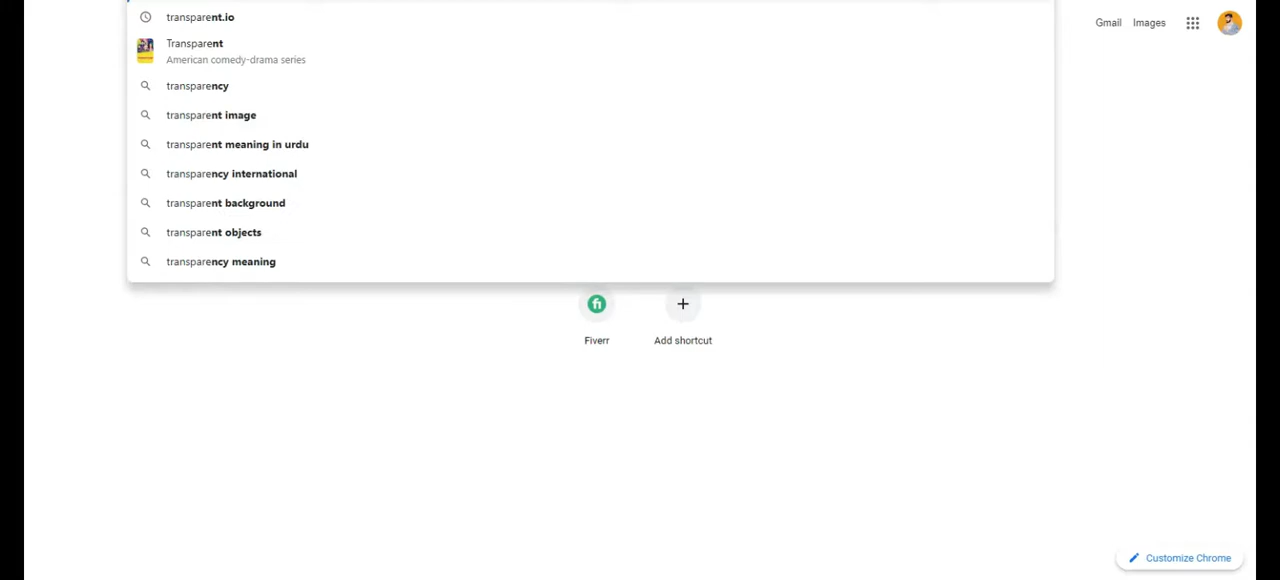 transparent.io
Gmail Images
Transparent
American comedy-drama series
transparency
transparent image
transparent meaning in urdu
transparency international
transparent background
transparent objects
transparency meaning
fi
Fiverr
Add shortcut
Customize Chrome